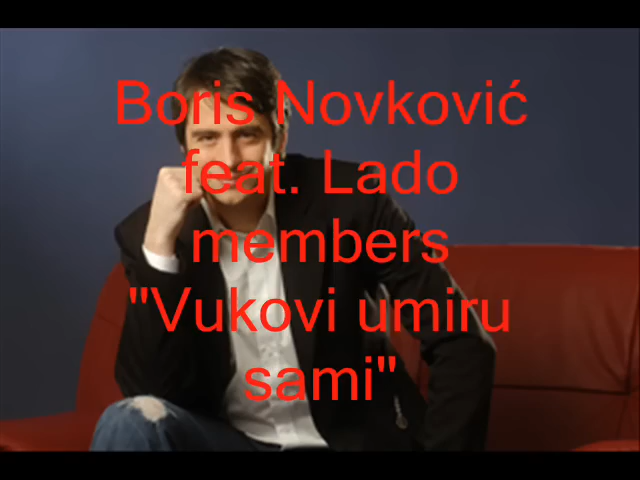 Boris Novković
feat. Lado
members
"Vukovi umiru
sami"